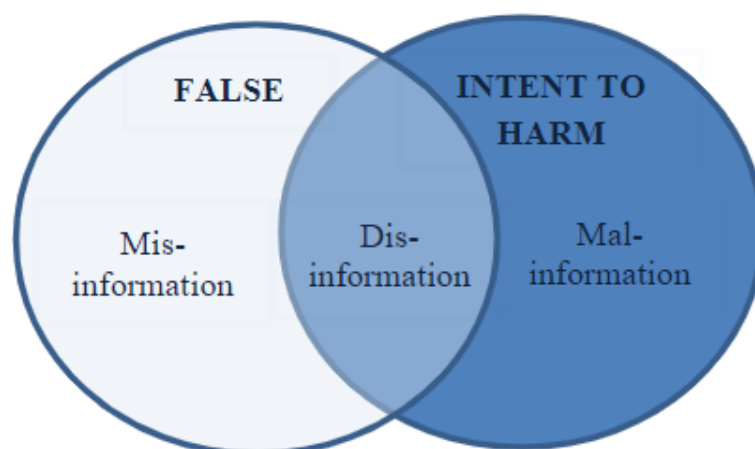 FALSE
INTENT TO
HARM
Mis-
information
Dis-
information
Mal-
information